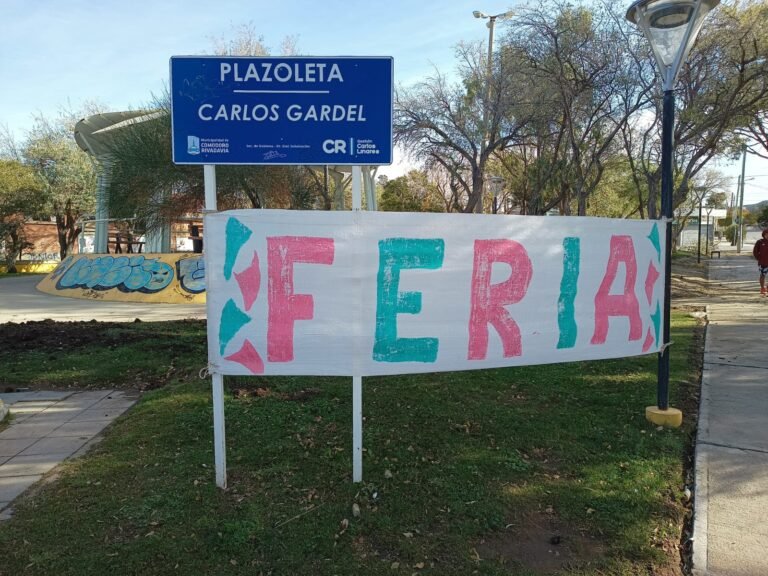 PLAZOLETA
CARLOS GARDEL
Municipalidad de
COMODORO
RIVADAVIA
CR
Gestión
Carlos
Linares
FERIA